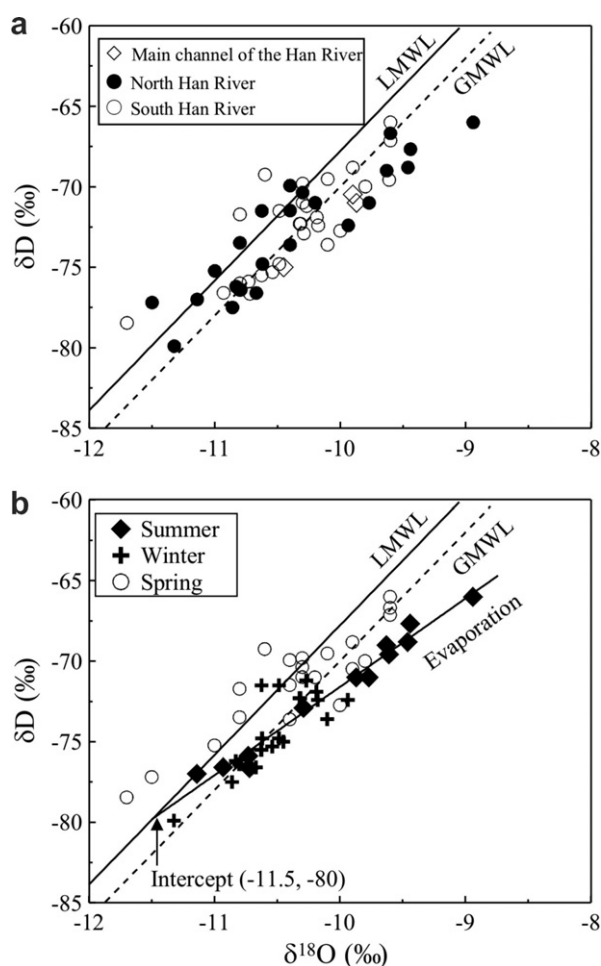 a
-60
-65
-70
-75
-80
-85
δD (‰)
Main channel of the Han River
North Han River
South Han River
LMWL
GMWL
-12
-11
-10
-9
-8
b
-60
-65
-70
-75
-80
-85
δD (‰)
Summer
Winter
Spring
LMWL
GMWL
Evaporation
Intercept (-11.5, -80)
-12
-11
-10
-9
-8
δ¹⁸O (‰)